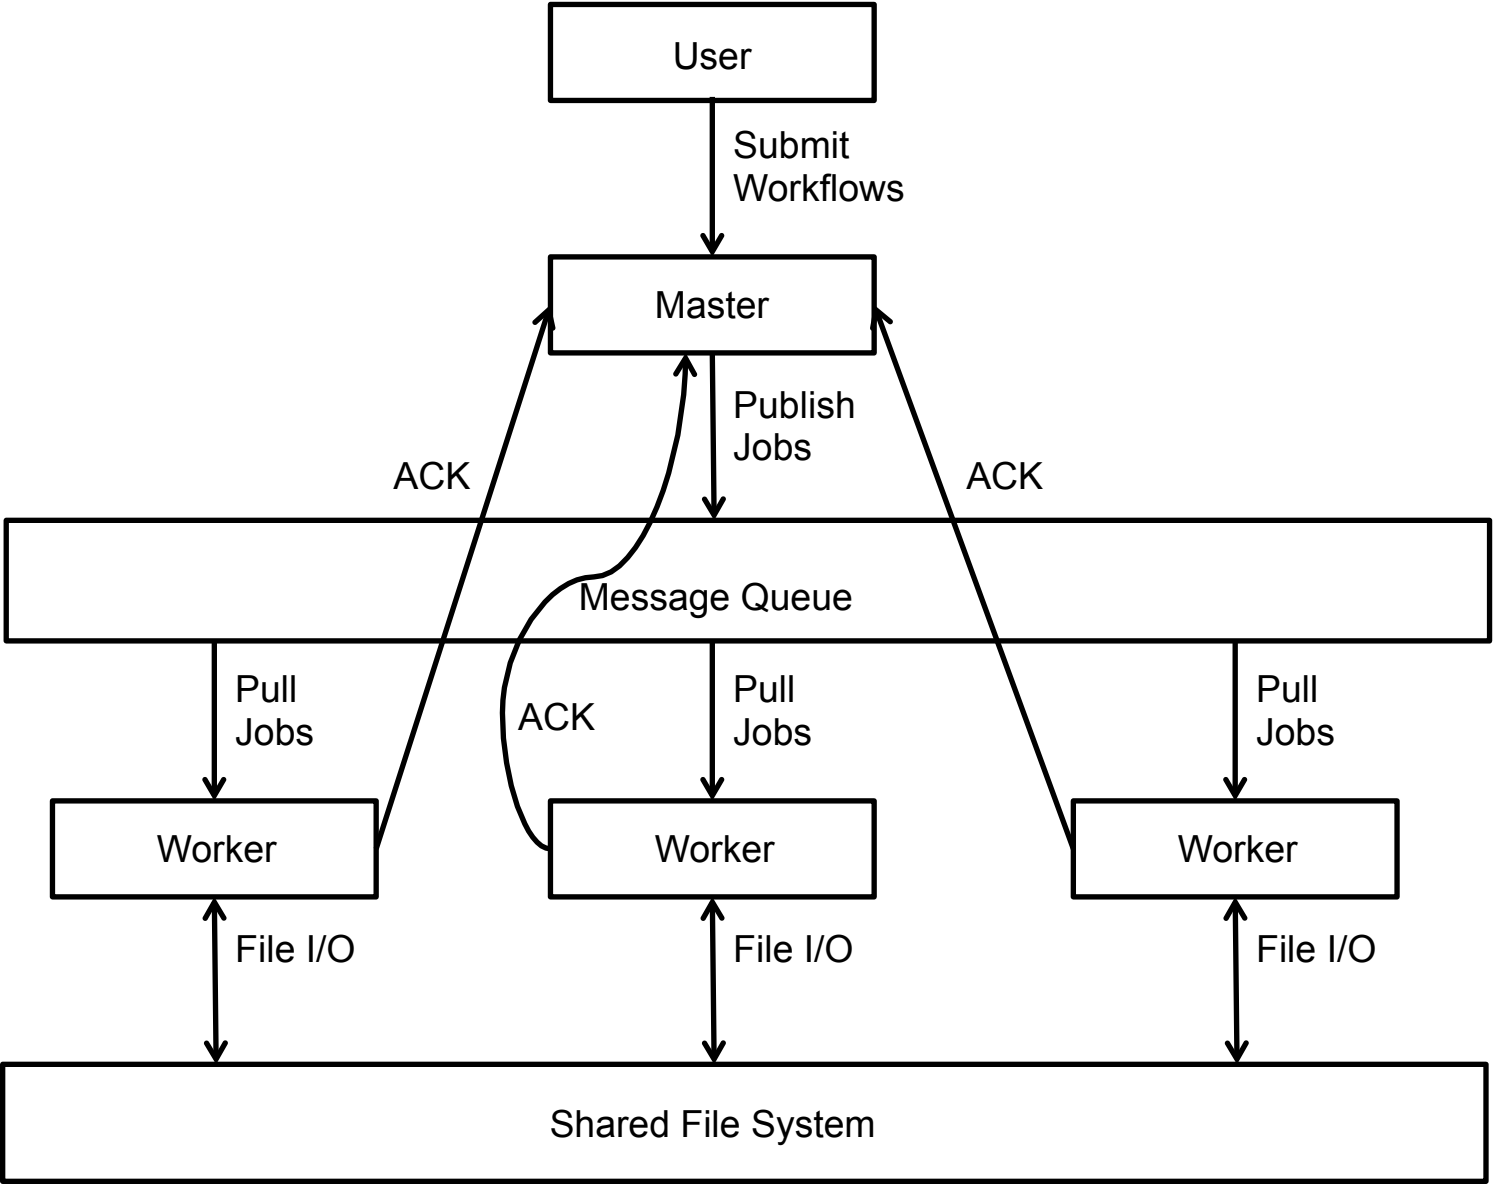 User
Submit
Workflows
Master
Publish
Jobs
ACK
ACK
Message Queue
Pull
Jobs
ACK
Pull
Jobs
Pull
Jobs
Worker
Worker
Worker
File I/O
File I/O
File I/O
Shared File System